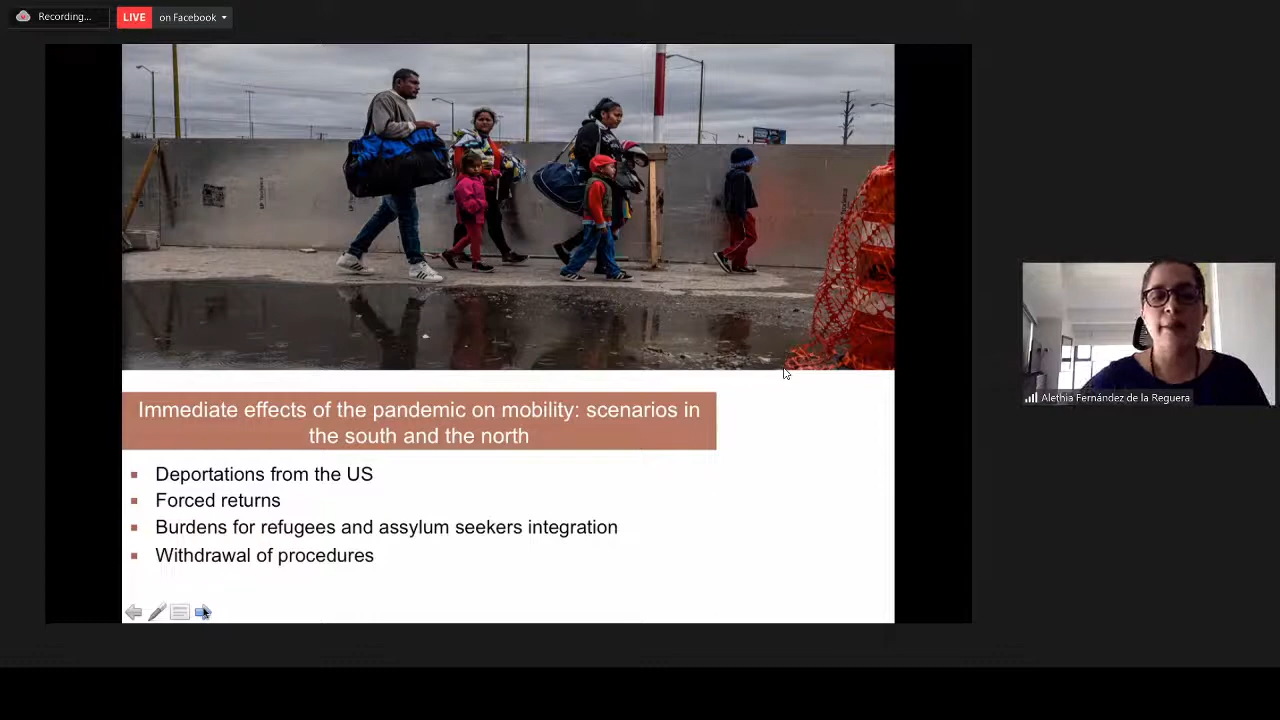 Recording...
LIVE
on Facebook
Immediate effects of the pandemic on mobility: scenarios in
the south and the north
Deportations from the US
Forced returns
Burdens for refugees and assylum seekers integration
Withdrawal of procedures
Alethia Fernández de la Reguera